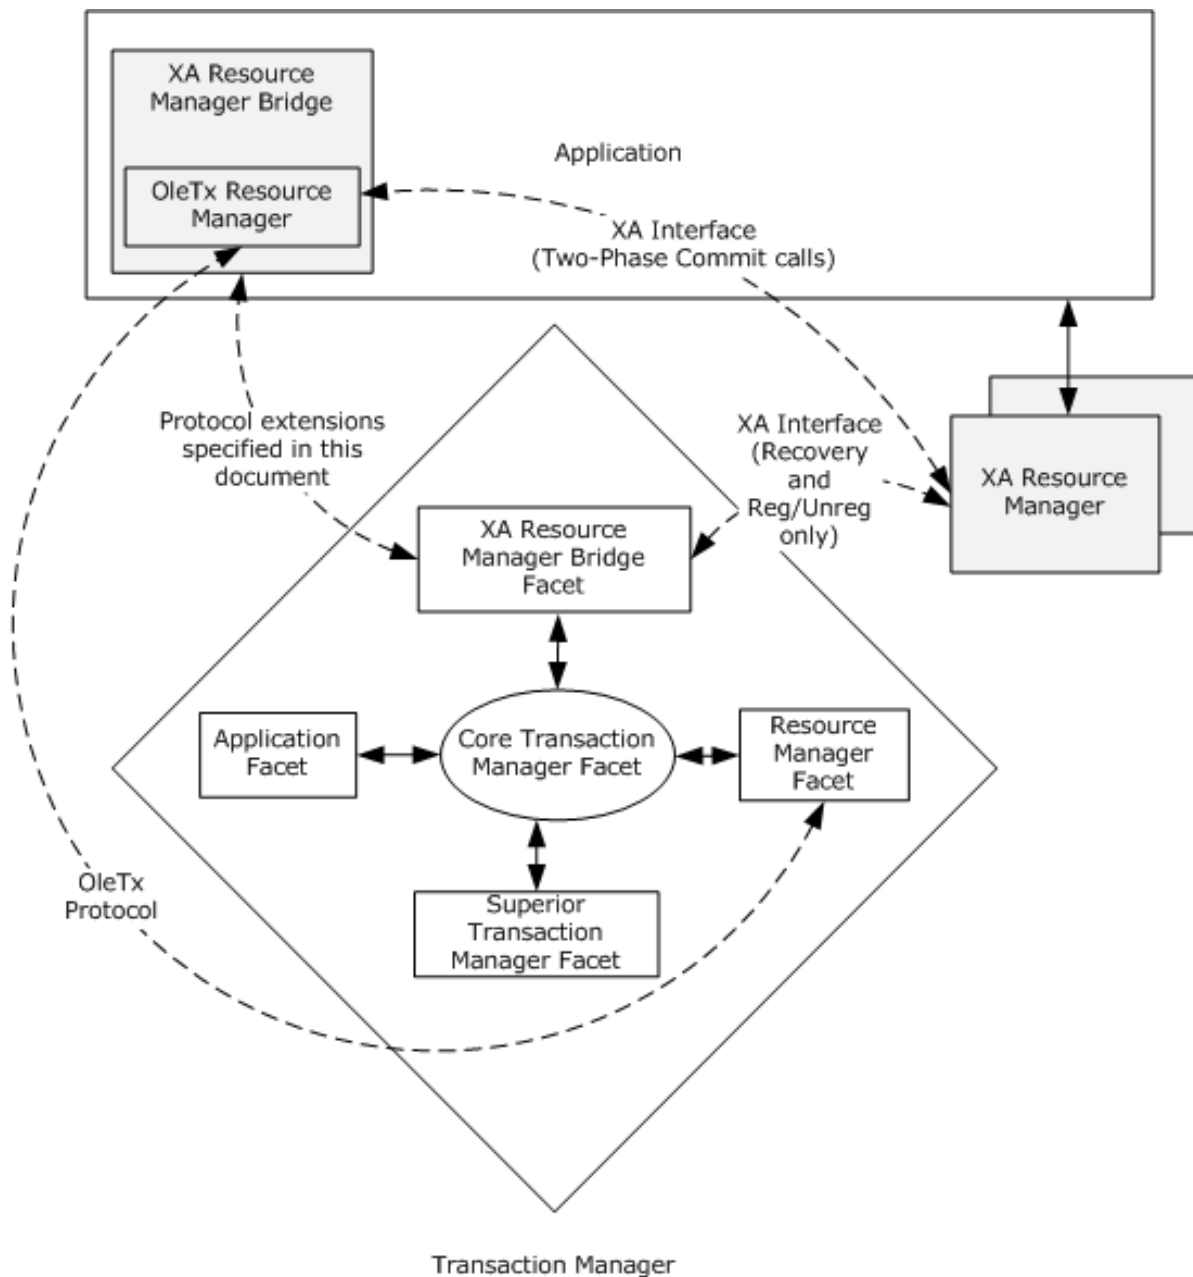 XA Resource
Manager Bridge
Application
OleTx Resource
Manager
XA Interface
(Two-Phase Commit calls)
Protocol extensions
specified in this
document
XA Interface
(Recovery
and
Reg/Unreg
only)
XA Resource
Manager
XA Resource
Manager Bridge
Facet
Application
Facet
Core Transaction
Manager Facet
Resource
Manager
Facet
OleTx
Protocol
Superior
Transaction
Manager Facet
Transaction Manager